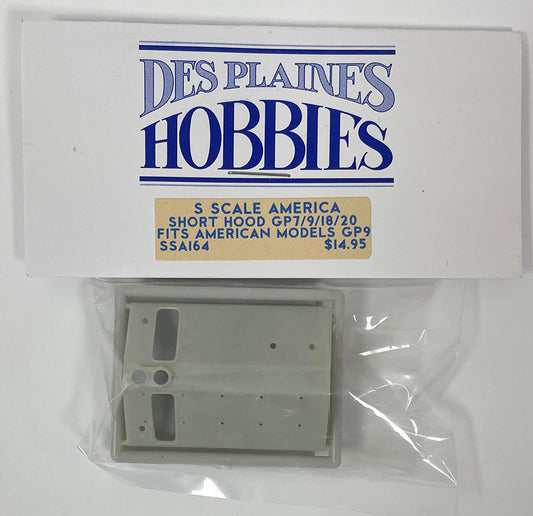 DES PLAINES
HOBBIES
S SCALE AMERICA
SHORT HOOD GP7/9/18/20
FITS AMERICAN MODELS GP9
SSA164 $14.95